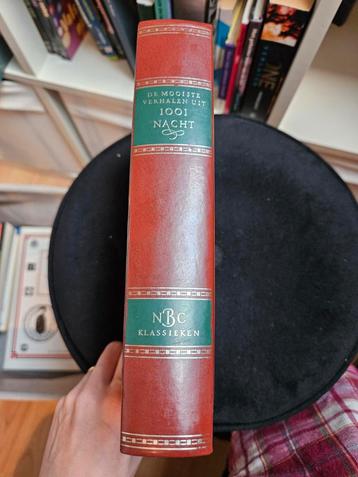 DE MOOISTE
VERHALEN UIT
1001
NACHT
NBC
KLASSIEKEN